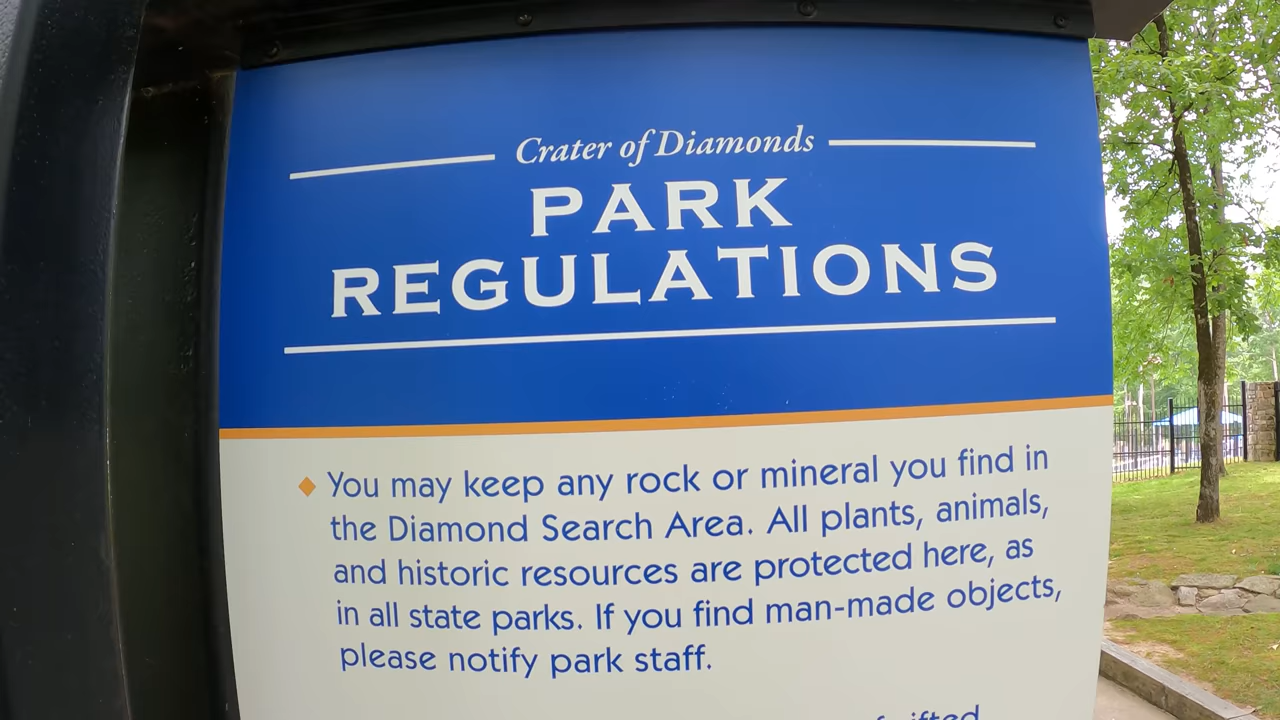 Crater of Diamonds
PARK
REGULATIONS
You may keep any rock or mineral you find in
the Diamond Search Area. All plants, animals,
and historic resources are protected here, as
in all state parks. If you find man-made objects,
please notify park staff.